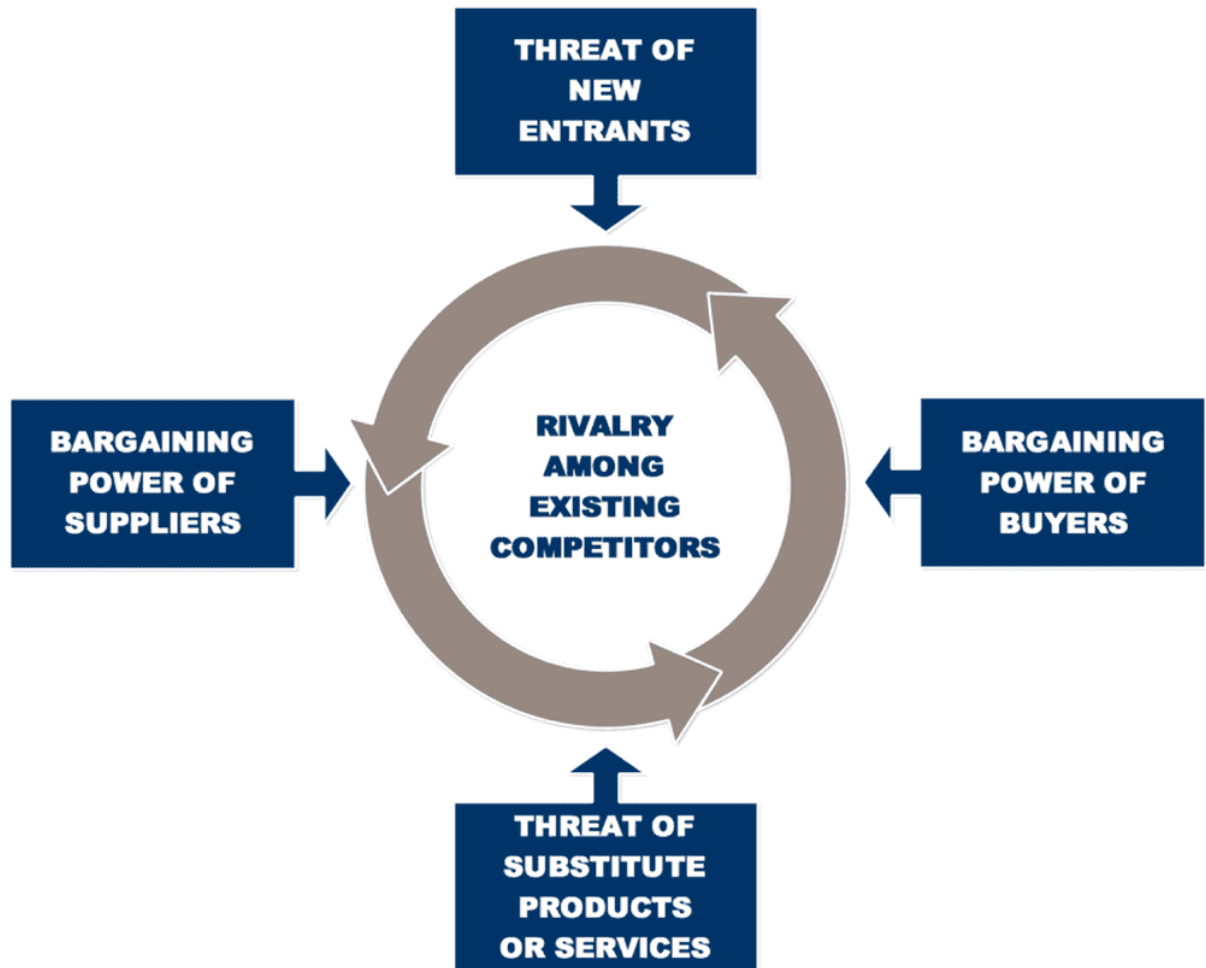 THREAT OF
NEW
ENTRANTS
BARGAINING
POWER OF
SUPPLIERS
RIVALRY
AMONG
EXISTING
COMPETITORS
BARGAINING
POWER OF
BUYERS
THREAT OF
SUBSTITUTE
PRODUCTS
OR SERVICES